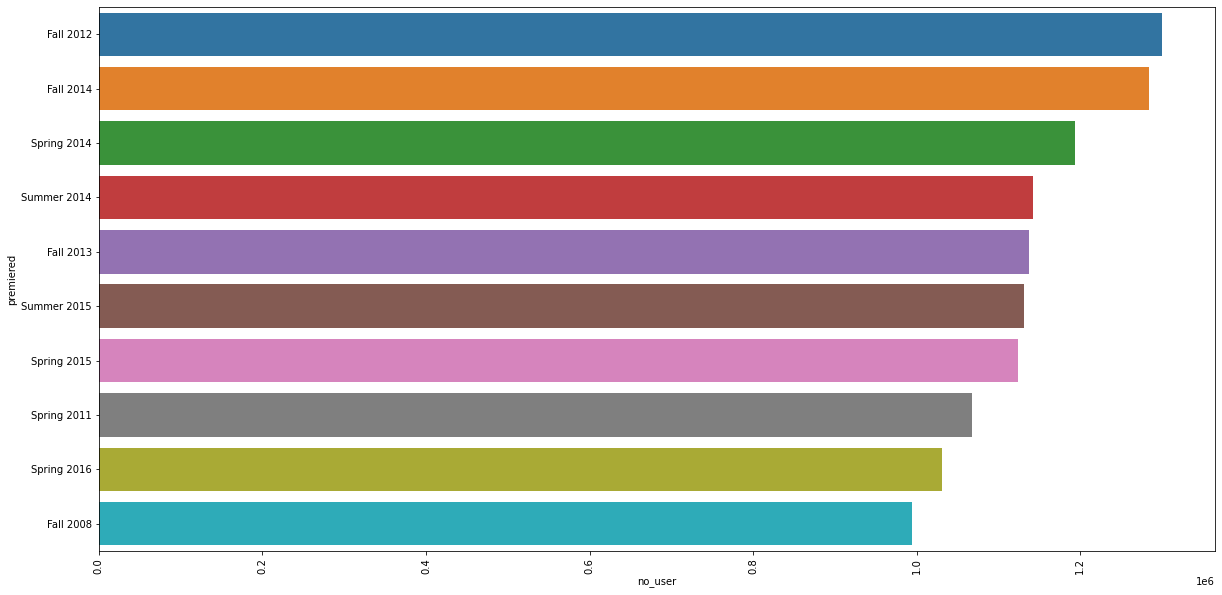 Fall 2012
Fall 2014
Spring 2014
Summer 2014
Fall 2013
Summer 2015
Spring 2015
Spring 2011
Spring 2016
Fall 2008
premiered
0.0 0.2 0.4 0.6 0.8 1.0 1.2
no_user
1e6